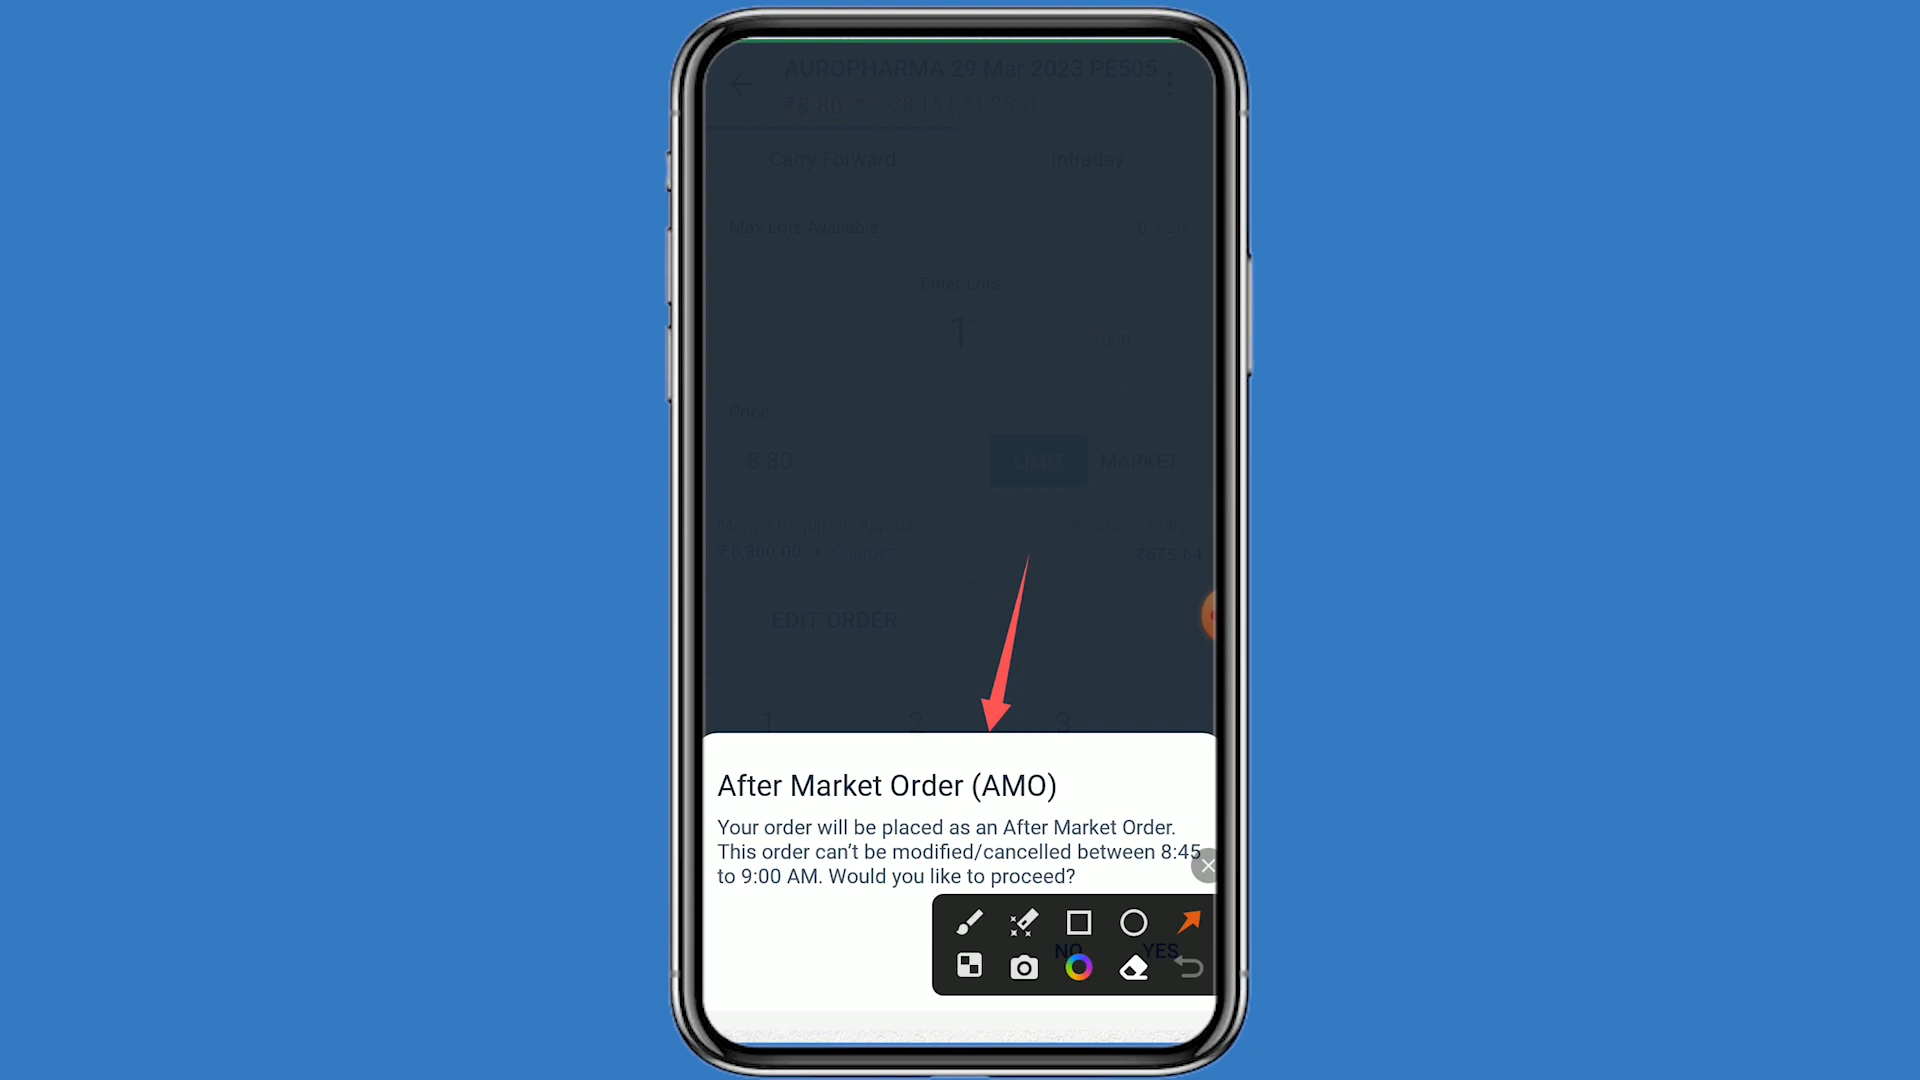 AUROPHARMA 29 Mar 2023 PE505
₹8.80
Carry Forward
Intraday
Max Lots Available
0
Enter Lots
1
Price
8.80
LIMIT
MARKET
Margin Required (Approx)
Available Margin
₹8,800.00 + Charges
₹675.64
EDIT ORDER
1
2
3
After Market Order (AMO)
Your order will be placed as an After Market Order.
This order can't be modified/cancelled between 8:45
to 9:00 AM. Would you like to proceed?
NO
YES